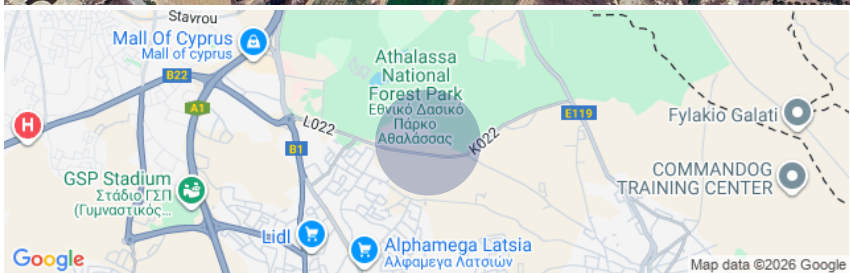 Stavrou
Mall Of Cyprus
Mall of cyprus
B22
A1
H
L022
B1
Athalassa
National
Forest Park
Εθνικό Δασικό
Πάρκο
Αθαλάσσας
K022
E119
Fylakio Galati
COMMANDOG
TRAINING CENTER
GSP Stadium
Στάδιο ΓΣΠ
(Γυμναστικός...
Lidl
Alphamega Latsia
Αλφαμεγα Λατσιών
Google
Map data ©2026 Google